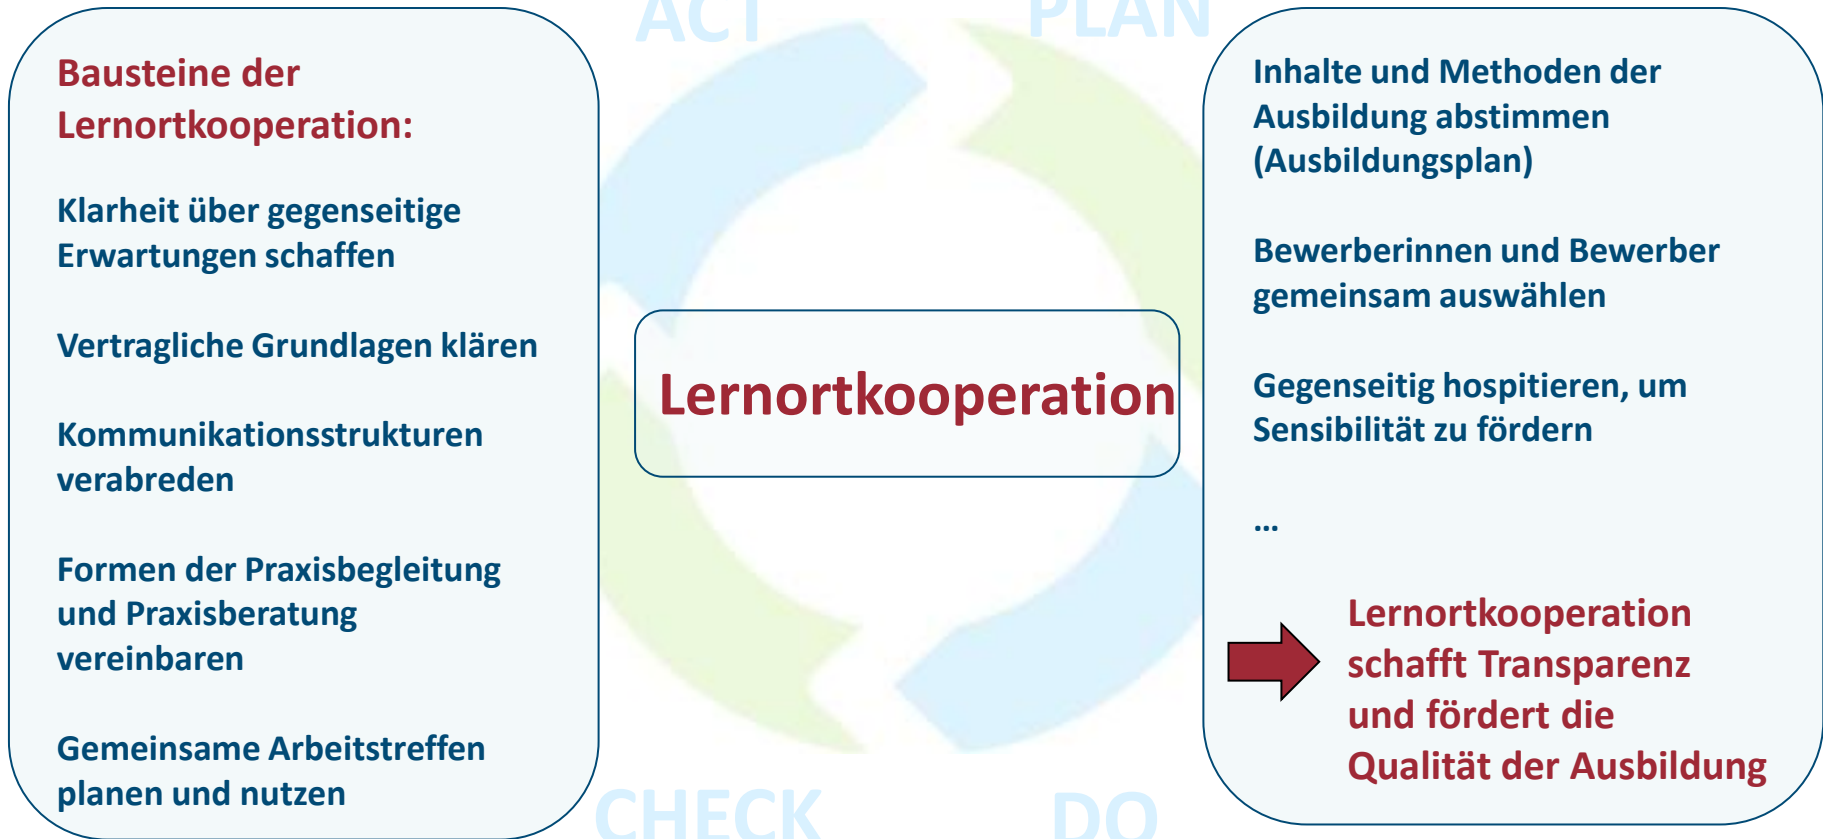 ACT
PLAN
Bausteine der
Lernortkooperation:
Klarheit über gegenseitige
Erwartungen schaffen
Vertragliche Grundlagen klären
Kommunikationsstrukturen
verabreden
Formen der Praxisbegleitung
und Praxisberatung
vereinbaren
Gemeinsame Arbeitstreffen
planen und nutzen
Lernortkooperation
Inhalte und Methoden der
Ausbildung abstimmen
(Ausbildungsplan)
Bewerberinnen und Bewerber
gemeinsam auswählen
Gegenseitig hospitieren, um
Sensibilität zu fördern
...
Lernortkooperation
schafft Transparenz
und fördert die
Qualität der Ausbildung
CHECK
DO